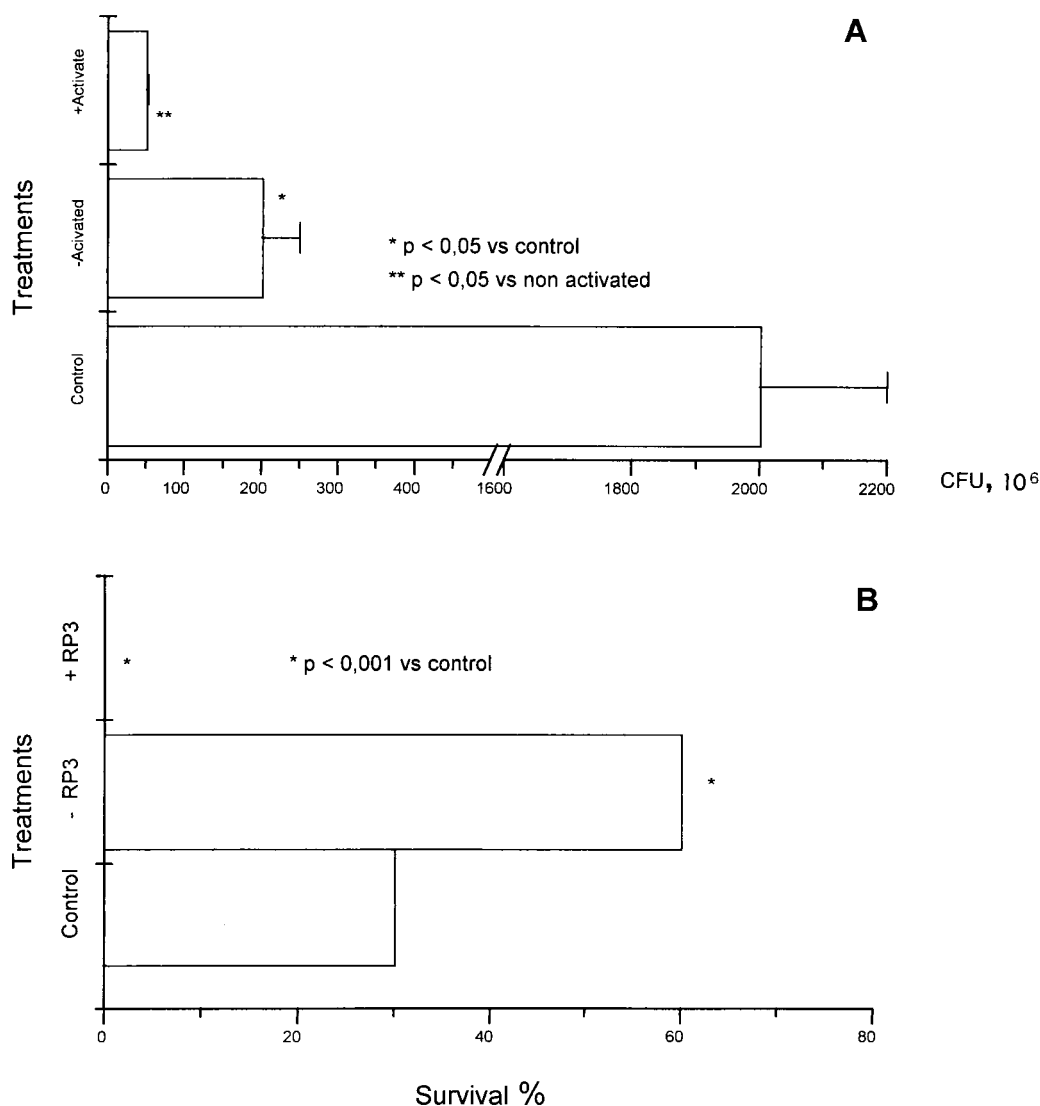 A
+Activate
**
*
-Acivated
* p < 0,05 vs control
** p < 0,05 vs non activated
Control
Treatments
0 100 200 300 400 1600 1800 2000 2200 CFU, 10⁶
B
+ RP3
* * p < 0,001 vs control
- RP3
*
Control
Treatments
0 20 40 60 80
Survival %